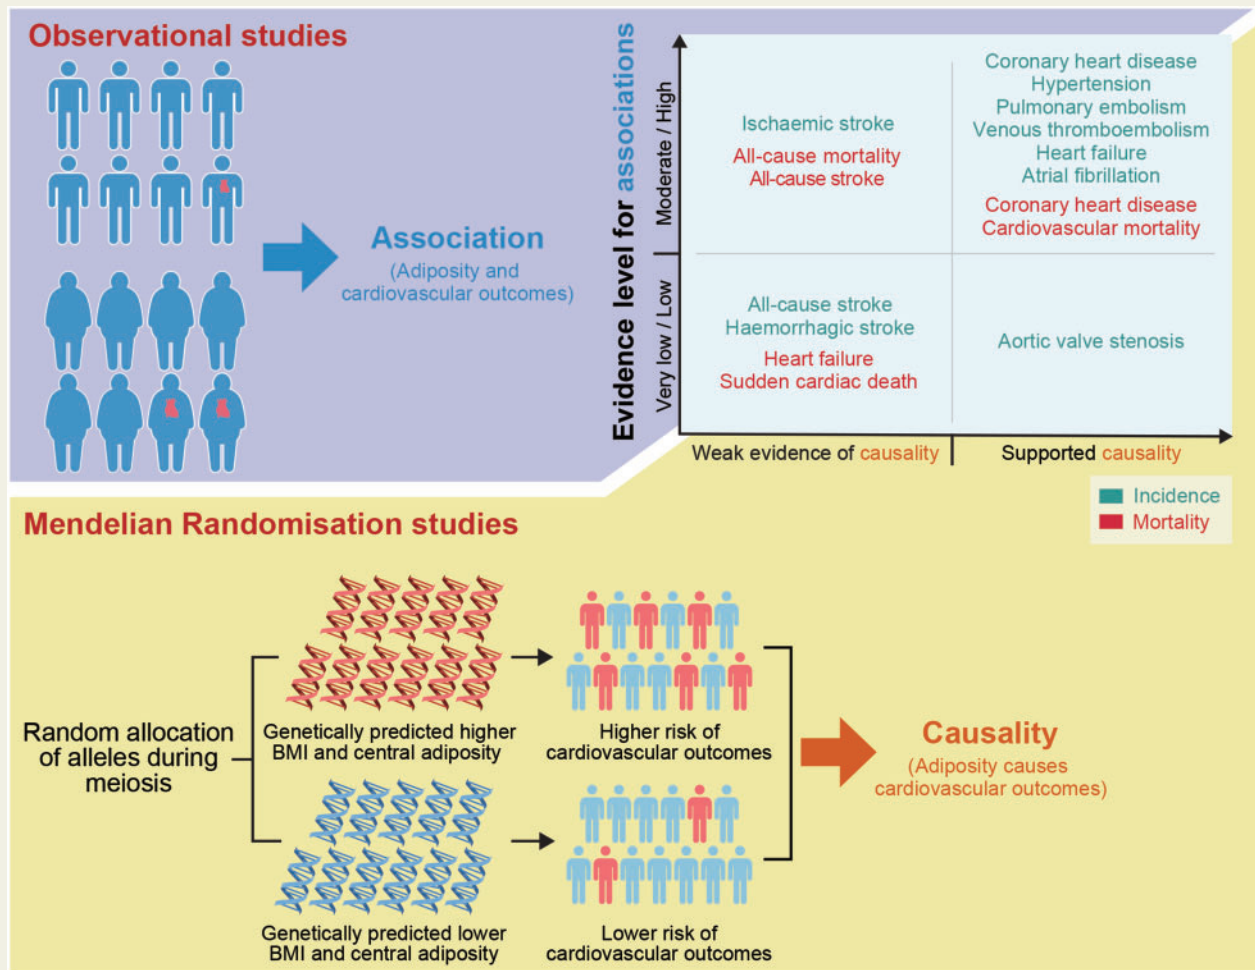 Observational studies
Association
(Adiposity and
cardiovascular outcomes)
Evidence level for associations
Moderate / High
Very low / Low
Ischaemic stroke
All-cause mortality
All-cause stroke
Coronary heart disease
Hypertension
Pulmonary embolism
Venous thromboembolism
Heart failure
Atrial fibrillation
Coronary heart disease
Cardiovascular mortality
All-cause stroke
Haemorrhagic stroke
Heart failure
Sudden cardiac death
Aortic valve stenosis
Weak evidence of causality
Supported causality
Incidence
Mortality
Mendelian Randomisation studies
Random allocation
of alleles during
meiosis
Genetically predicted higher
BMI and central adiposity
Higher risk of
cardiovascular outcomes
Genetically predicted lower
BMI and central adiposity
Lower risk of
cardiovascular outcomes
Causality
(Adiposity causes
cardiovascular outcomes)